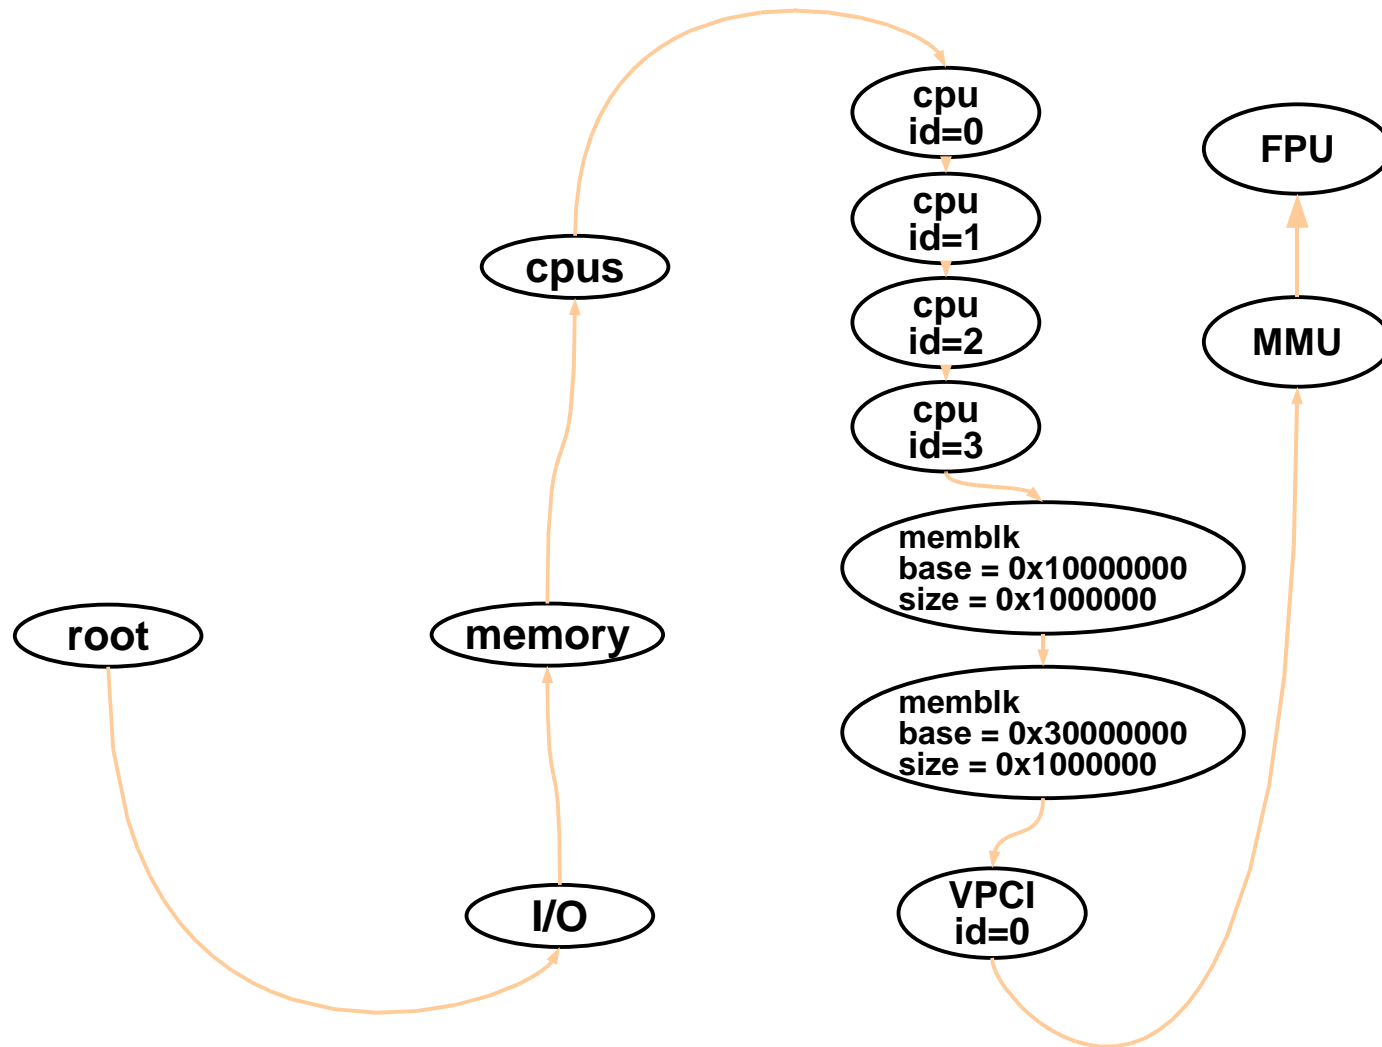 root
I/O
memory
cpus
cpu
id=0
cpu
id=1
cpu
id=2
cpu
id=3
memblk
base = 0x10000000
size = 0x1000000
memblk
base = 0x30000000
size = 0x1000000
VPCI
id=0
MMU
FPU